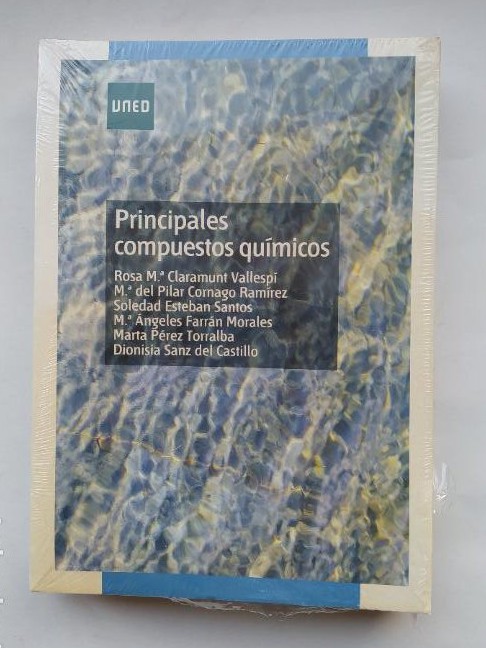 UNED
Principales
compuestos químicos
Rosa M.ª Claramunt Vallespí
M.ª del Pilar Cornago Ramírez
Soledad Esteban Santos
M.ª Ángeles Farrán Morales
Marta Pérez Torralba
Dionisia Sanz del Castillo